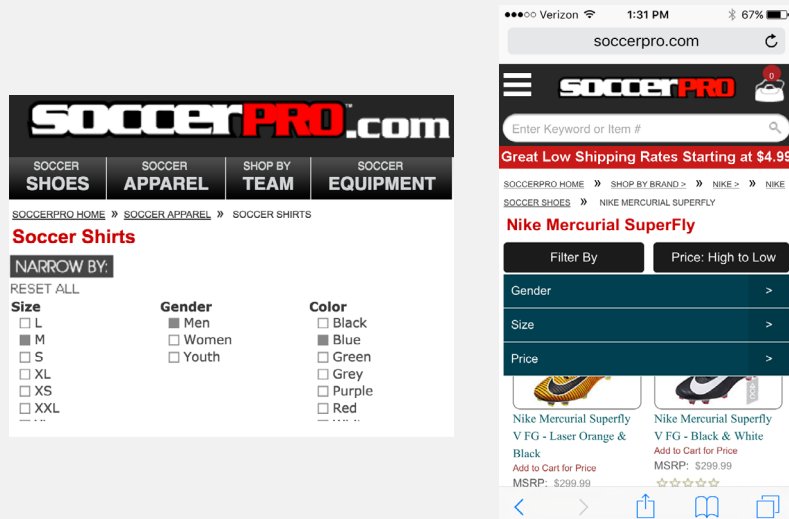 soccerPRO.com
™
SOCCER SHOES
SOCCER APPAREL
SHOP BY TEAM
SOCCER EQUIPMENT
SOCCERPRO HOME » SOCCER APPAREL » SOCCER SHIRTS
Soccer Shirts
NARROW BY:
RESET ALL
Size
L
M
S
XL
XS
XXL
Gender
Men
Women
Youth
Color
Black
Blue
Green
Grey
Purple
Red
Verizon 1:31 PM 67%
soccerpro.com
soccerPRO
0
Enter Keyword or Item #
Great Low Shipping Rates Starting at $4.99
SOCCERPRO HOME » SHOP BY BRAND > » NIKE > » NIKE
SOCCER SHOES » NIKE MERCURIAL SUPERFLY
Nike Mercurial SuperFly
Filter By
Price: High to Low
Gender >
Size >
Price >
Nike Mercurial Superfly
V FG - Laser Orange &
Black
Add to Cart for Price
MSRP: $299.99
Nike Mercurial Superfly
V FG - Black & White
Add to Cart for Price
MSRP: $299.99